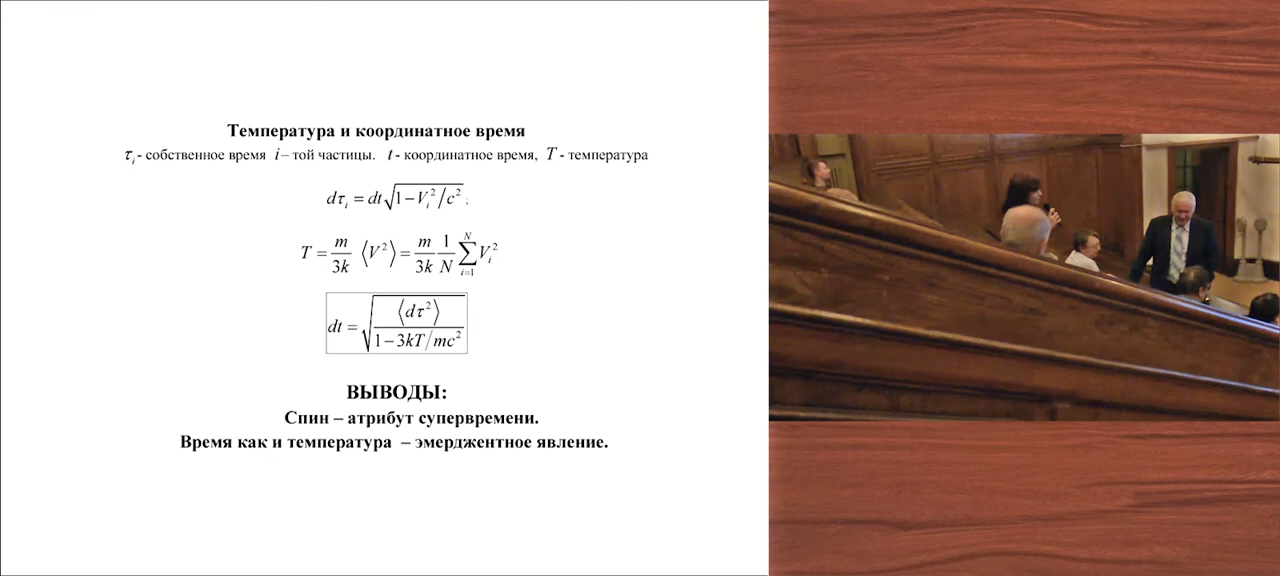 Температура и координатное время
τᵢ - собственное время i – той частицы. t - координатное время, T - температура
dτᵢ = dt√(1 − Vᵢ²/c²) ;
T = m/3k ⟨V²⟩ = m/3k 1/N ∑ᵢ₌₁ᴺ Vᵢ²
dt = √(⟨dτ²⟩/(1 − 3kT/mc²))
ВЫВОДЫ:
Спин – атрибут супервремени.
Время как и температура – эмерджентное явление.